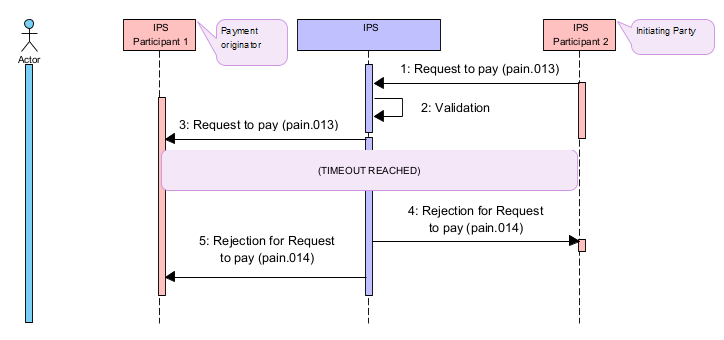 IPS
Participant 1
Payment
originator
IPS
IPS
Participant 2
Initiating Party
Actor
1: Request to pay (pain.013)
2: Validation
3: Request to pay (pain.013)
(TIMEOUT REACHED)
4: Rejection for Request
to pay (pain.014)
5: Rejection for Request
to pay (pain.014)